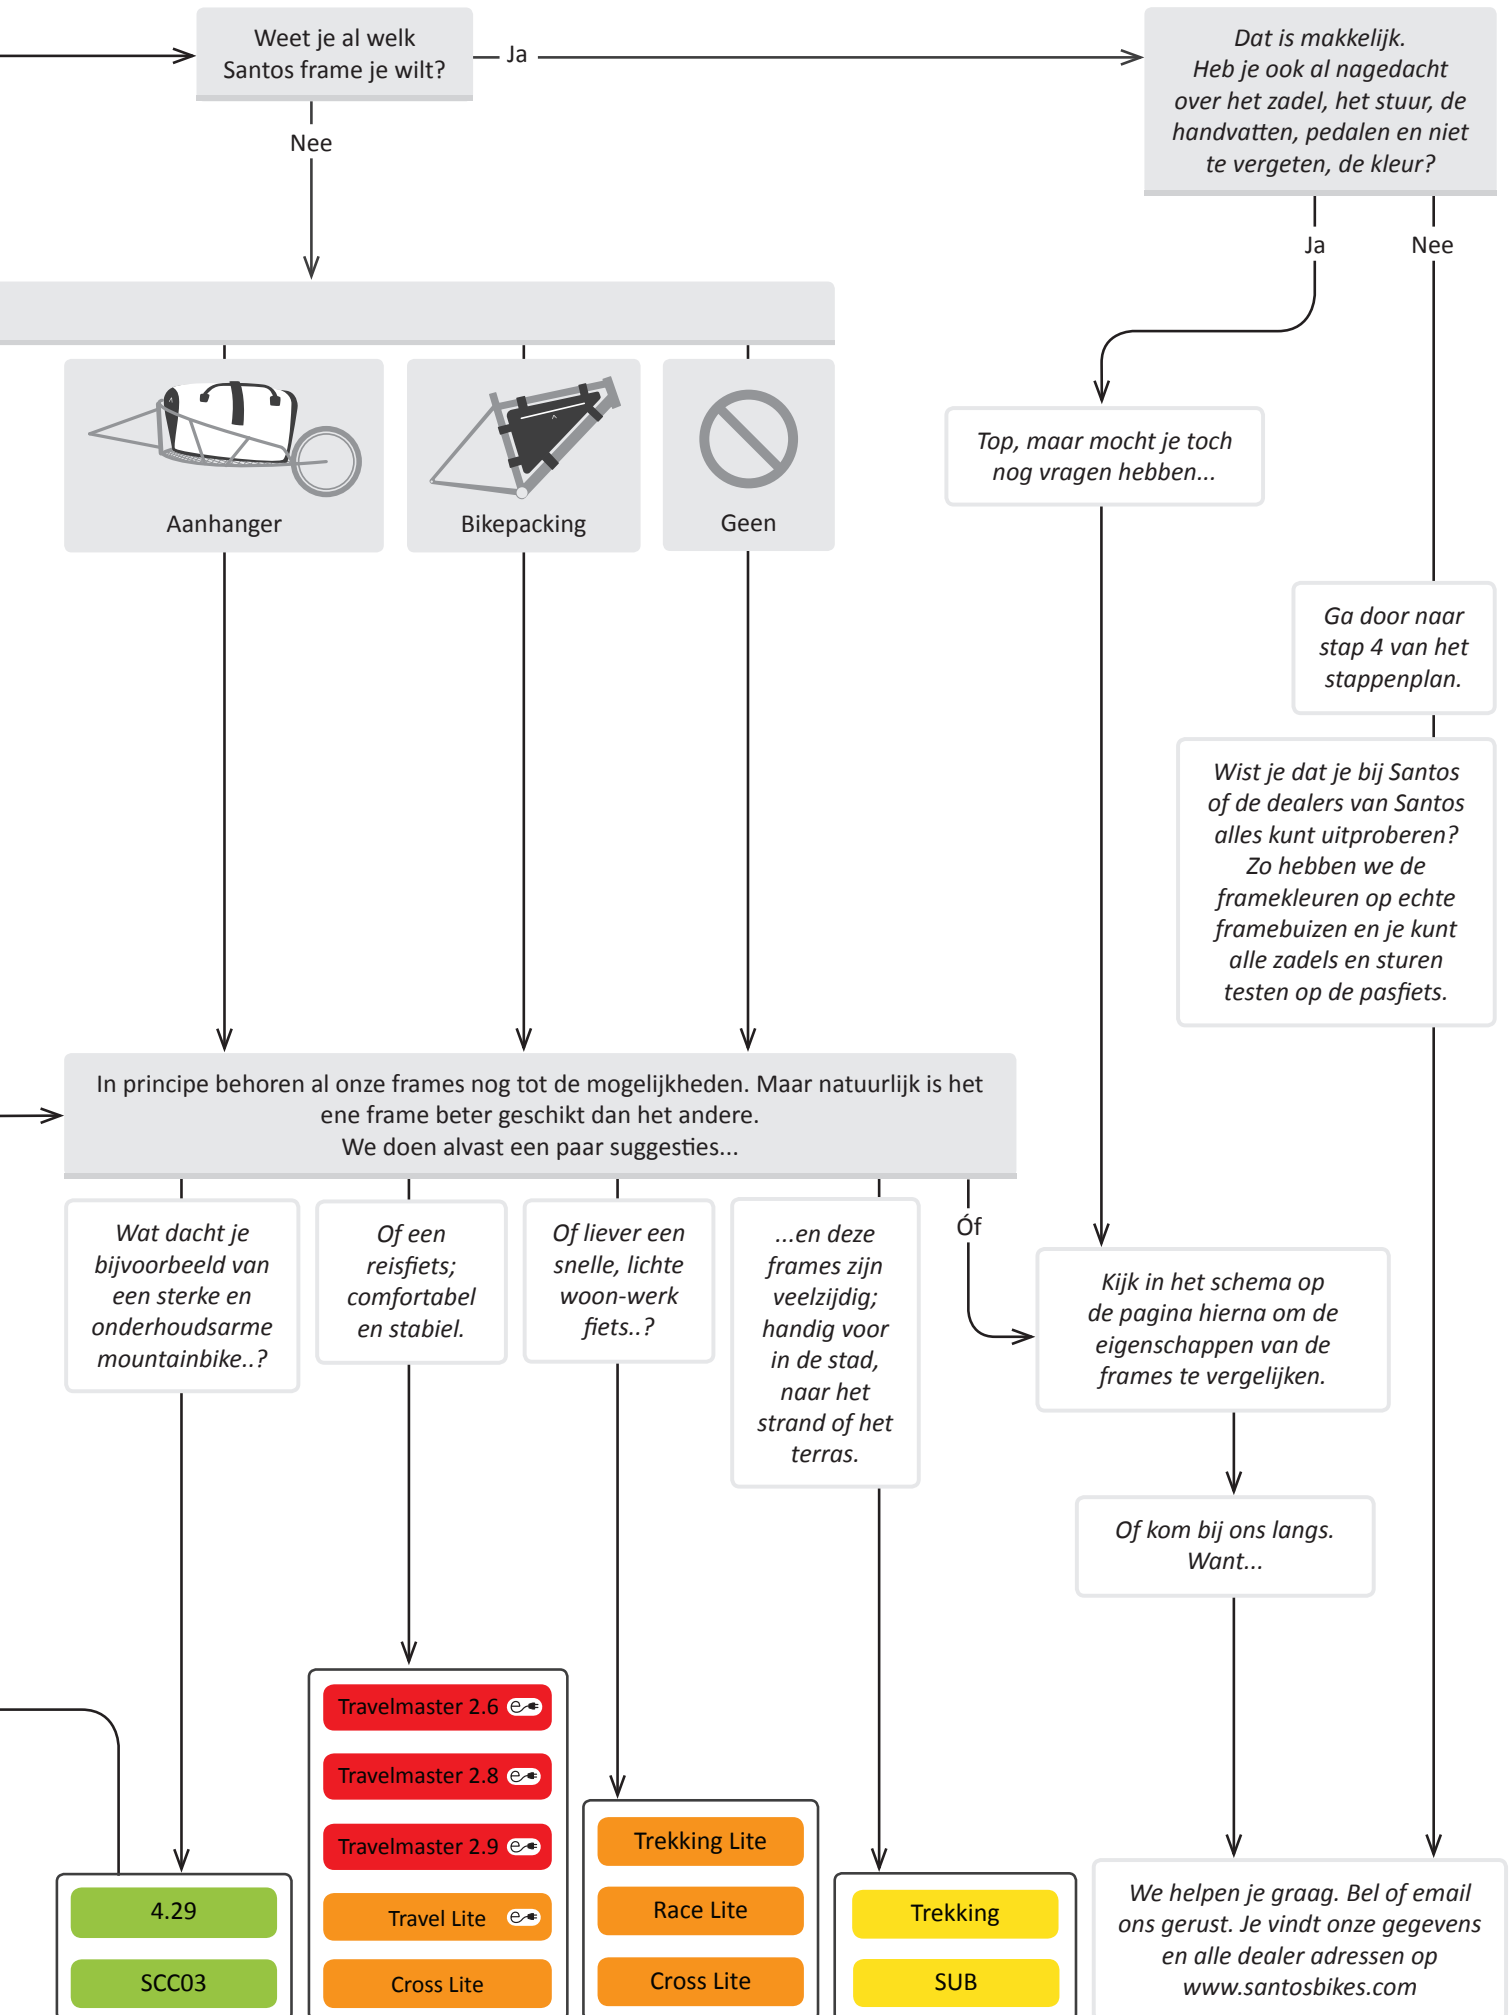 Weet je al welk
Santos frame je wilt?
Ja
Nee
Dat is makkelijk.
Heb je ook al nagedacht
over het zadel, het stuur, de
handvatten, pedalen en niet
te vergeten, de kleur?
Ja
Nee
Aanhanger
Bikepacking
Geen
Top, maar mocht je toch
nog vragen hebben...
Ga door naar
stap 4 van het
stappenplan.
Wist je dat je bij Santos
of de dealers van Santos
alles kunt uitproberen?
Zo hebben we de
framekleuren op echte
framebuizen en je kunt
alle zadels en sturen
testen op de pasfiets.
In principe behoren al onze frames nog tot de mogelijkheden. Maar natuurlijk is het
ene frame beter geschikt dan het andere.
We doen alvast een paar suggesties...
Wat dacht je
bijvoorbeeld van
een sterke en
onderhoudsarme
mountainbike..?
Of een
reisfiets;
comfortabel
en stabiel.
Of liever een
snelle, lichte
woon-werk
fiets..?
...en deze
frames zijn
veelzijdig;
handig voor
in de stad,
naar het
strand of het
terras.
Óf
Kijk in het schema op
de pagina hierna om de
eigenschappen van de
frames te vergelijken.
Of kom bij ons langs.
Want...
4.29
SCC03
Travelmaster 2.6 e
Travelmaster 2.8 e
Travelmaster 2.9 e
Travel Lite e
Cross Lite
Trekking Lite
Race Lite
Cross Lite
Trekking
SUB
We helpen je graag. Bel of email
ons gerust. Je vindt onze gegevens
en alle dealer adressen op
www.santosbikes.com